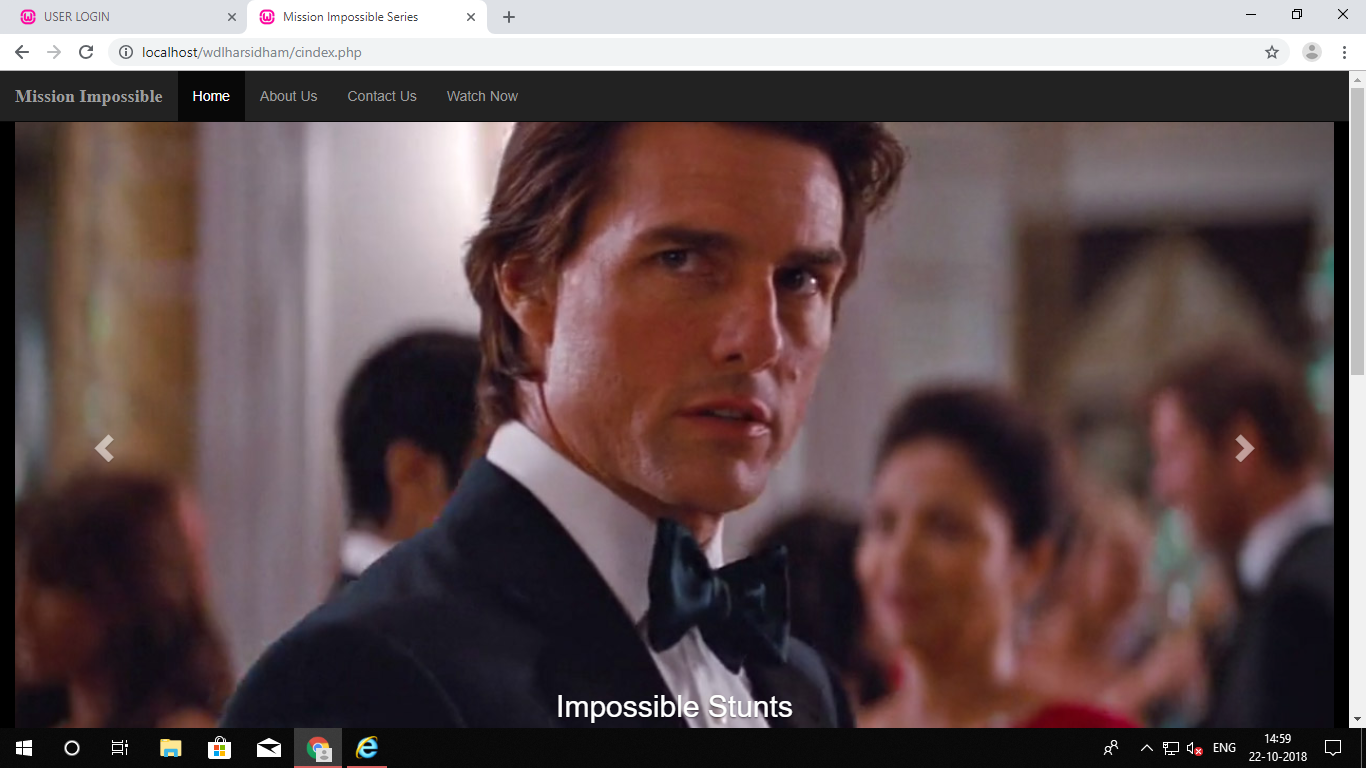 USER LOGIN
Mission Impossible Series
localhost/wdlharsidham/cindex.php
Mission Impossible
Home
About Us
Contact Us
Watch Now
Impossible Stunts
ENG
14:59
22-10-2018